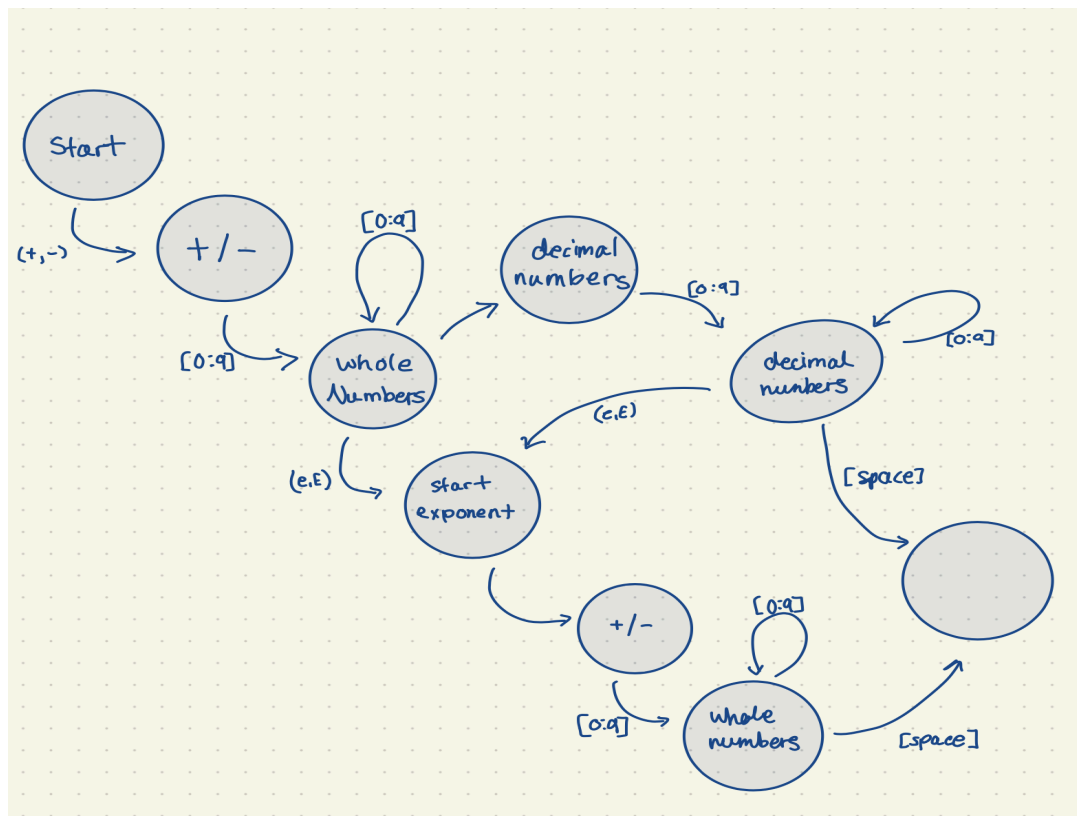 Start
(+,-)
+/-
[0:9]
[0:9]
whole
Numbers
decimal
numbers
[0:9]
decimal
numbers
[0:9]
(e,E)
(e,E)
start
exponent
[space]
+/-
[0:9]
[0:9]
whole
numbers
[space]